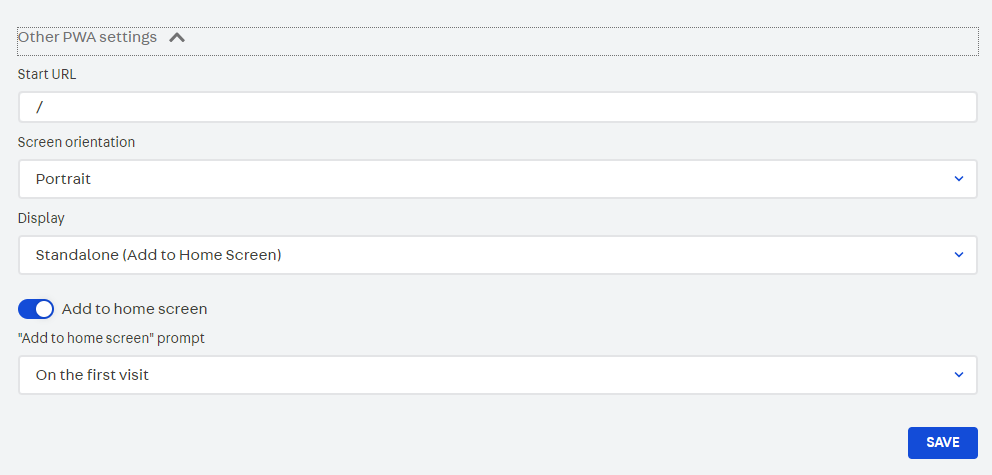 Other PWA settings
Start URL
/
Screen orientation
Portrait
Display
Standalone (Add to Home Screen)
Add to home screen
"Add to home screen" prompt
On the first visit
SAVE